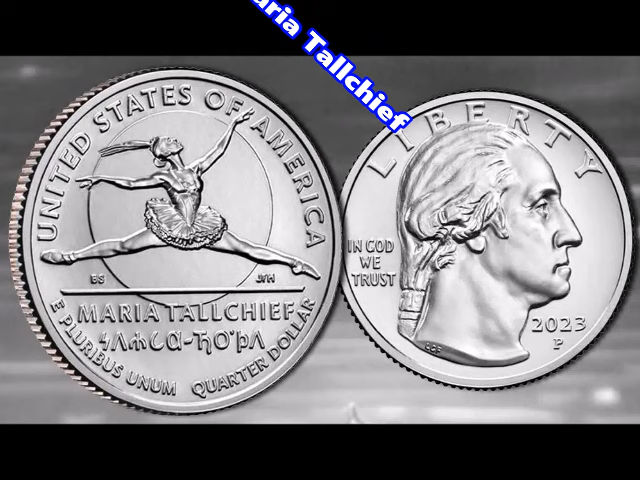 aria Tallchief
UNITED STATES OF AMERICA
BS JFH
MARIA TALLCHIEF
E PLURIBUS UNUM QUARTER DOLLAR
LIBERTY
IN GOD
WE
TRUST
2023
P